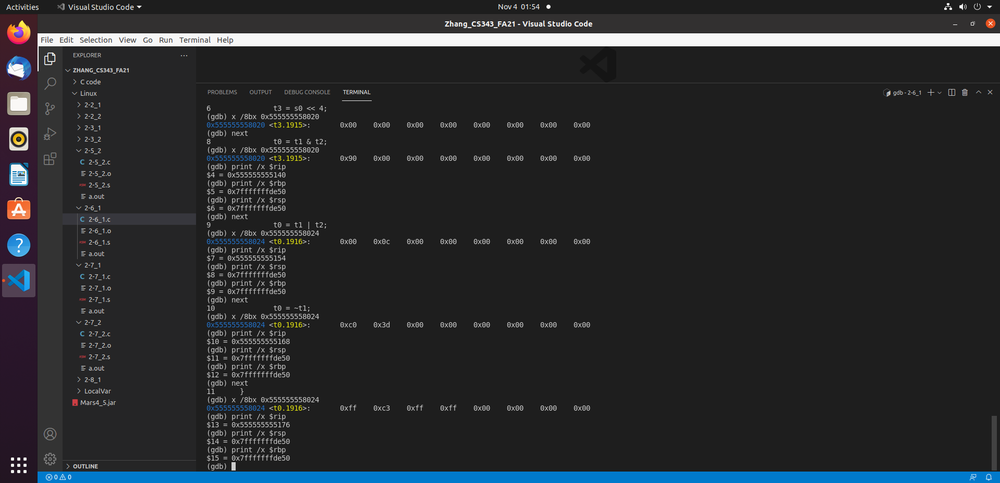 Activities
Visual Studio Code
Nov 4 01:54
Zhang_CS343_FA21 - Visual Studio Code
File Edit Selection View Go Run Terminal Help
EXPLORER
ZHANG_CS343_FA21
C code
Linux
2-2_1
2-2_2
2-3_1
2-3_2
2-5_2
C 2-5_2.c
2-5_2.o
ASM 2-5_2.s
a.out
2-6_1
C 2-6_1.c
2-6_1.o
ASM 2-6_1.s
a.out
2-7_1
C 2-7_1.c
2-7_1.o
ASM 2-7_1.s
a.out
2-7_2
C 2-7_2.c
2-7_2.o
ASM 2-7_2.s
a.out
2-8_1
LocalVar
Mars4_5.jar
OUTLINE
PROBLEMS OUTPUT DEBUG CONSOLE TERMINAL
gdb - 2-6_1
6 t3 = s0 << 4;
(gdb) x /8bx 0x555555558020
0x555555558020 <t3.1915>: 0x00 0x00 0x00 0x00 0x00 0x00 0x00 0x00
(gdb) next
8 t0 = t1 & t2;
(gdb) x /8bx 0x555555558020
0x555555558020 <t3.1915>: 0x90 0x00 0x00 0x00 0x00 0x00 0x00 0x00
(gdb) print /x $rip
$4 = 0x555555555140
(gdb) print /x $rbp
$5 = 0x7fffffffde50
(gdb) print /x $rsp
$6 = 0x7fffffffde50
(gdb) next
9 t0 = t1 | t2;
(gdb) x /8bx 0x555555558024
0x555555558024 <t0.1916>: 0x00 0x0c 0x00 0x00 0x00 0x00 0x00 0x00
(gdb) print /x $rip
$7 = 0x555555555154
(gdb) print /x $rsp
$8 = 0x7fffffffde50
(gdb) print /x $rbp
$9 = 0x7fffffffde50
(gdb) next
10 t0 = ~t1;
(gdb) x /8bx 0x555555558024
0x555555558024 <t0.1916>: 0xc0 0x3d 0x00 0x00 0x00 0x00 0x00 0x00
(gdb) print /x $rip
$10 = 0x555555555168
(gdb) print /x $rsp
$11 = 0x7fffffffde50
(gdb) print /x $rbp
$12 = 0x7fffffffde50
(gdb) next
11 }
(gdb) x /8bx 0x555555558024
0x555555558024 <t0.1916>: 0xff 0xc3 0xff 0xff 0x00 0x00 0x00 0x00
(gdb) print /x $rip
$13 = 0x555555555176
(gdb) print /x $rsp
$14 = 0x7fffffffde50
(gdb) print /x $rbp
$15 = 0x7fffffffde50
(gdb)
0 0